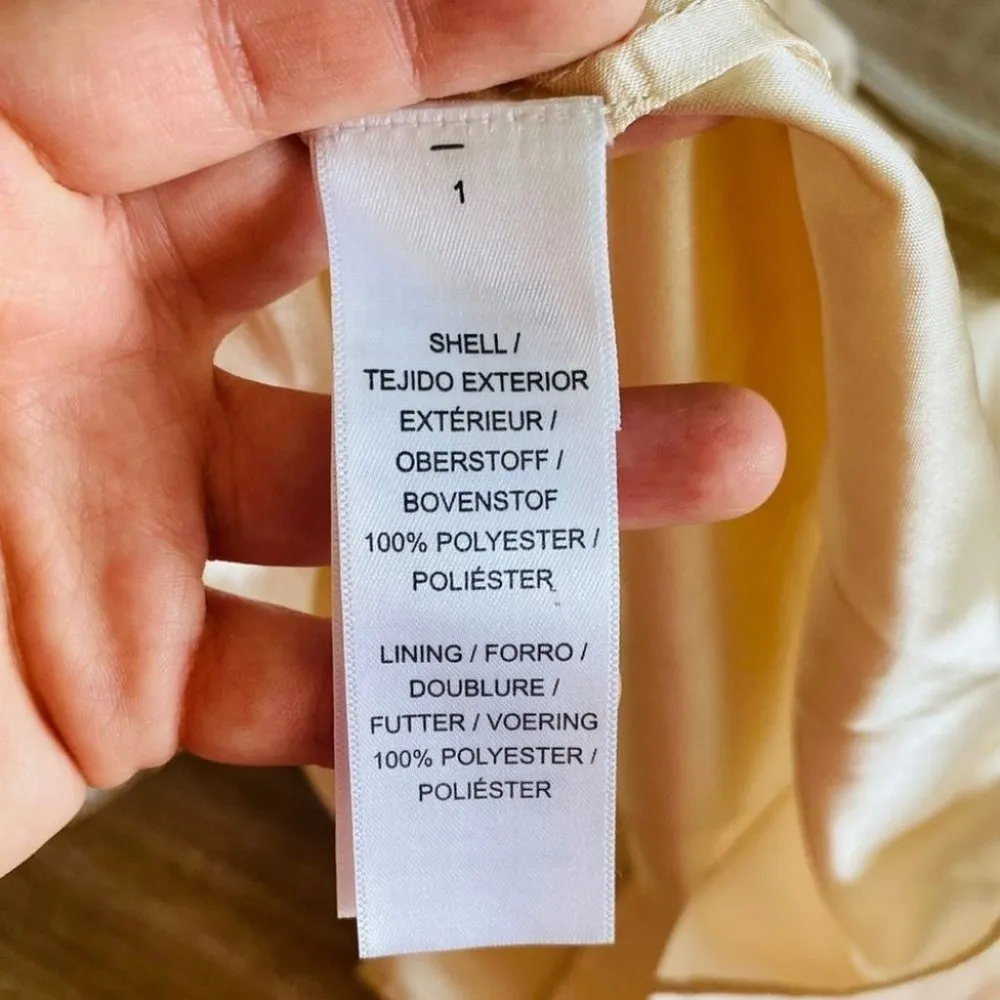 1
SHELL /
TEJIDO EXTERIOR
EXTÉRIEUR /
OBERSTOFF /
BOVENSTOF
100% POLYESTER /
POLIÉSTER
LINING / FORRO /
DOUBLURE /
FUTTER / VOERING
100% POLYESTER /
POLIÉSTER